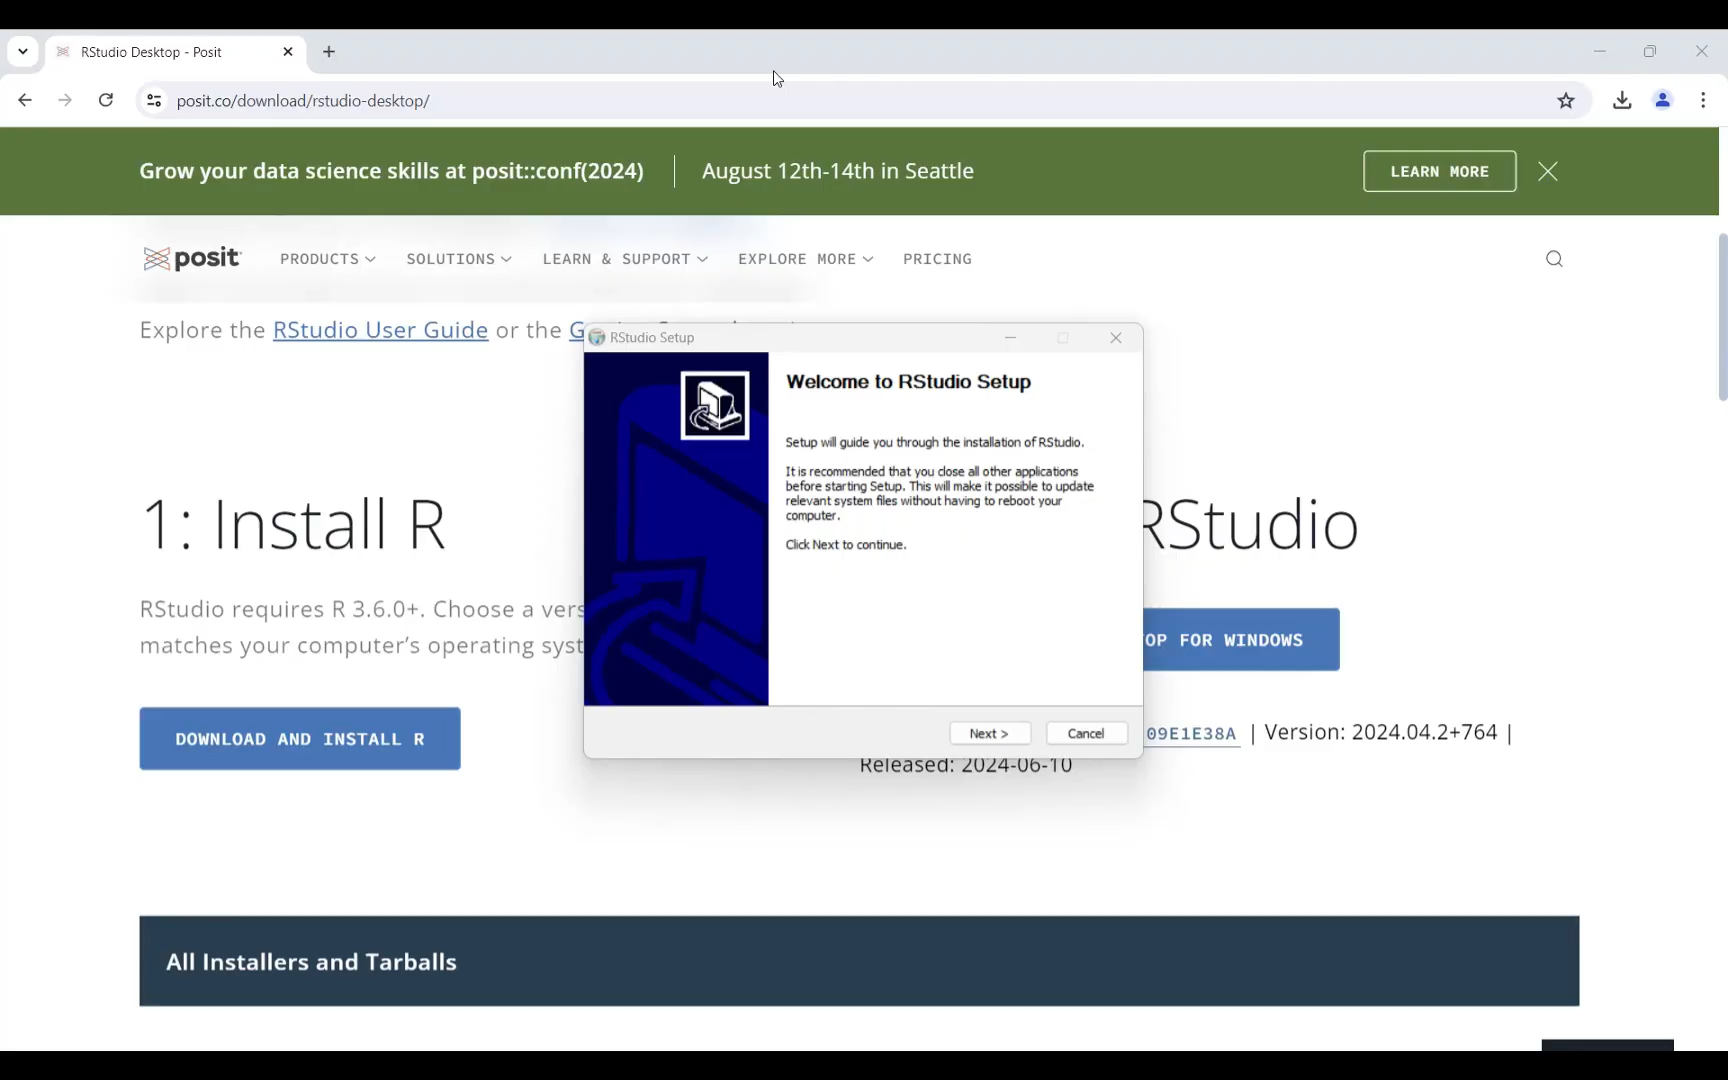 RStudio Desktop - Posit
posit.co/download/rstudio-desktop/
Grow your data science skills at posit::conf(2024)
August 12th-14th in Seattle
LEARN MORE
posit
PRODUCTS
SOLUTIONS
LEARN & SUPPORT
EXPLORE MORE
PRICING
Explore the RStudio User Guide or the
RStudio Setup
Welcome to RStudio Setup
Setup will guide you through the installation of RStudio.
It is recommended that you close all other applications
before starting Setup. This will make it possible to update
relevant system files without having to reboot your
computer.
Click Next to continue.
Next >
Cancel
1: Install R
RStudio requires R 3.6.0+. Choose a
matches your computer's operating
DOWNLOAD AND INSTALL R
RStudio
FOR WINDOWS
09E1E38A | Version: 2024.04.2+764 |
Released: 2024-06-10
All Installers and Tarballs